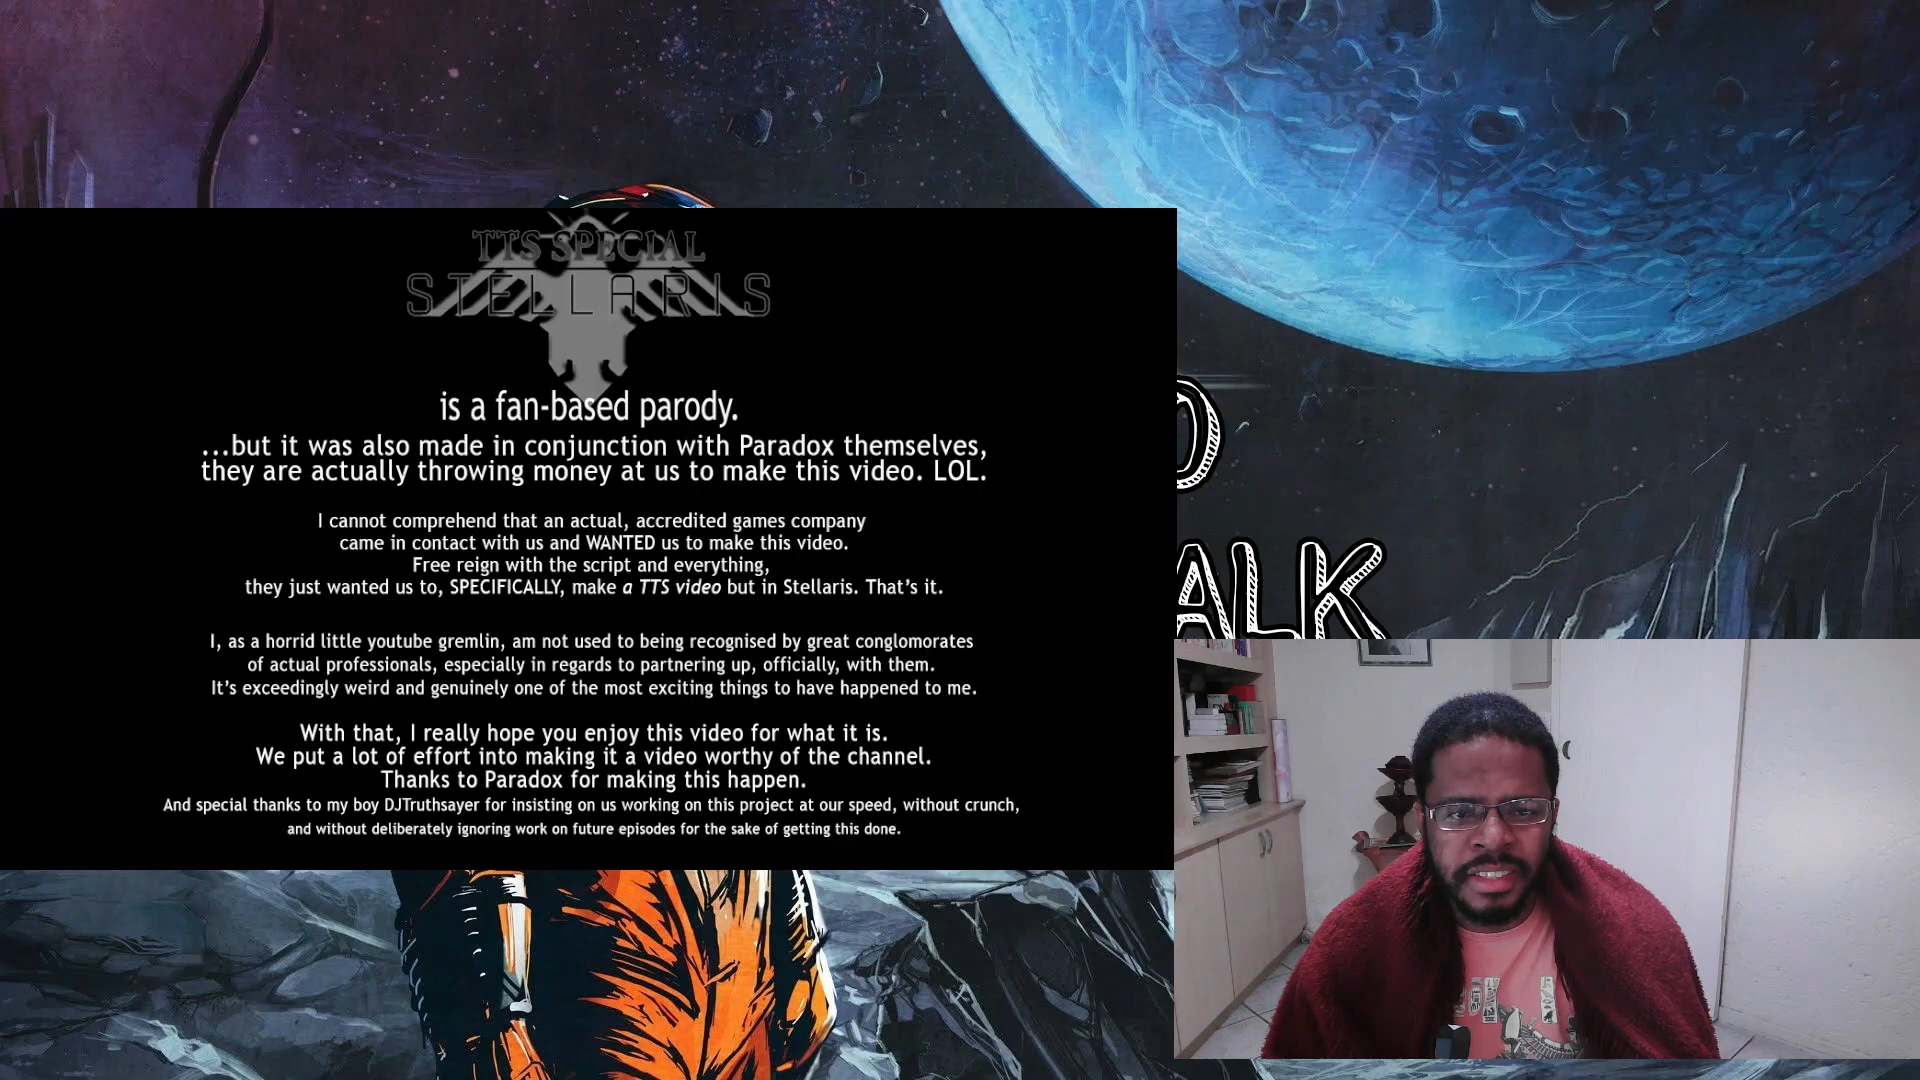 TTS SPECIAL
STELLARIS
is a fan-based parody.
...but it was also made in conjunction with Paradox themselves,
they are actually throwing money at us to make this video. LOL.
I cannot comprehend that an actual, accredited games company
came in contact with us and WANTED us to make this video.
Free reign with the script and everything,
they just wanted us to, SPECIFICALLY, make a TTS video but in Stellaris. That's it.
I, as a horrid little youtube gremlin, am not used to being recognised by great conglomorates
of actual professionals, especially in regards to partnering up, officially, with them.
It's exceedingly weird and genuinely one of the most exciting things to have happened to me.
With that, I really hope you enjoy this video for what it is.
We put a lot of effort into making it a video worthy of the channel.
Thanks to Paradox for making this happen.
And special thanks to my boy DJTruthsayer for insisting on us working on this project at our speed, without crunch,
and without deliberately ignoring work on future episodes for the sake of getting this done.